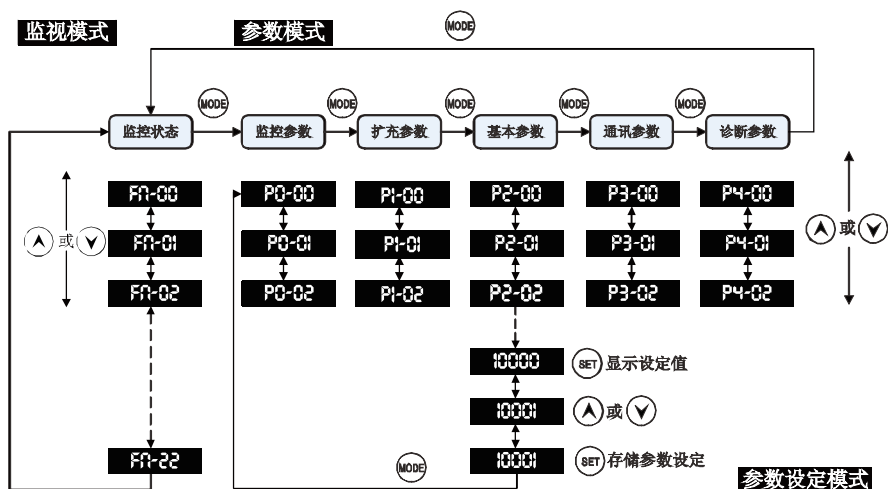 监视模式
参数模式
MODE
MODE
MODE
MODE
MODE
MODE
监控状态
监控参数
扩充参数
基本参数
通讯参数
诊断参数
Fn-00
P0-00
P1-00
P2-00
P3-00
P4-00
或
或
Fn-01
P0-01
P1-01
P2-01
P3-01
P4-01
Fn-02
P0-02
P1-02
P2-02
P3-02
P4-02
10000
SET 显示设定值
10001
或
Fn-22
MODE
10001
SET 存储参数设定
参数设定模式